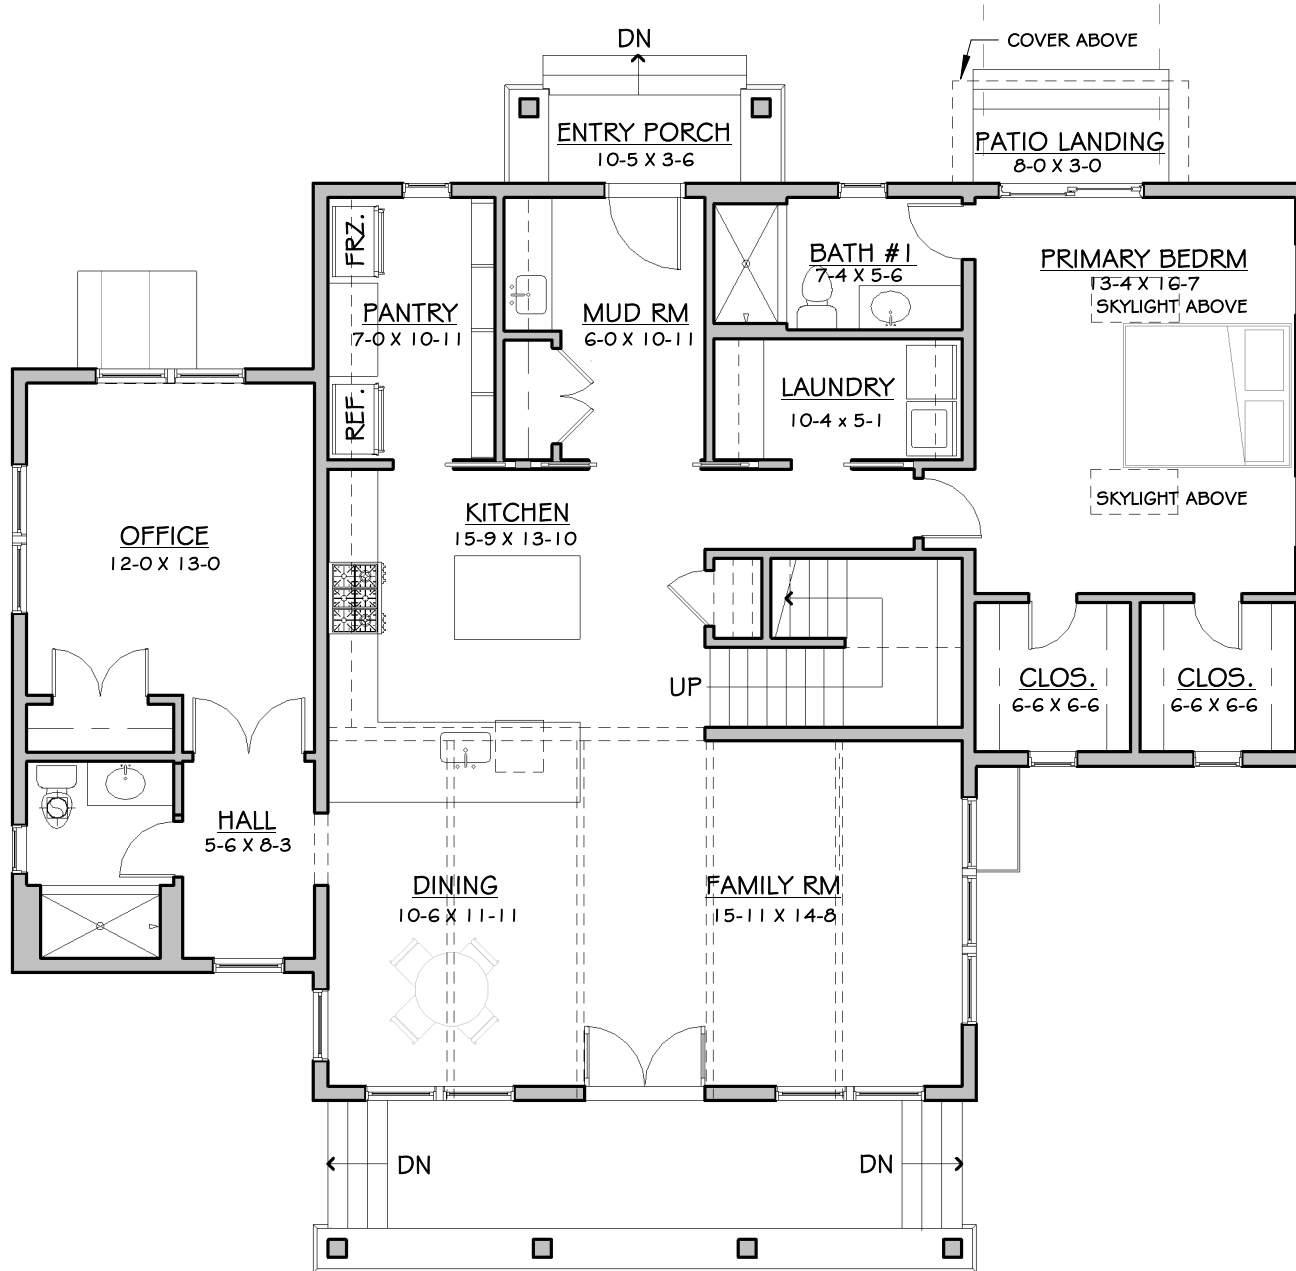 DN
COVER ABOVE
ENTRY PORCH
10-5 X 3-6
PATIO LANDING
8-0 X 3-0
FRZ.
BATH #1
7-4 X 5-6
PRIMARY BEDRM
13-4 X 16-7
SKYLIGHT ABOVE
PANTRY
7-0 X 10-11
MUD RM
6-0 X 10-11
REF.
LAUNDRY
10-4 x 5-1
SKYLIGHT ABOVE
KITCHEN
15-9 X 13-10
OFFICE
12-0 X 13-0
UP
CLOS.
6-6 X 6-6
CLOS.
6-6 X 6-6
HALL
5-6 X 8-3
DINING
10-6 X 11-11
FAMILY RM
15-11 X 14-8
DN
DN